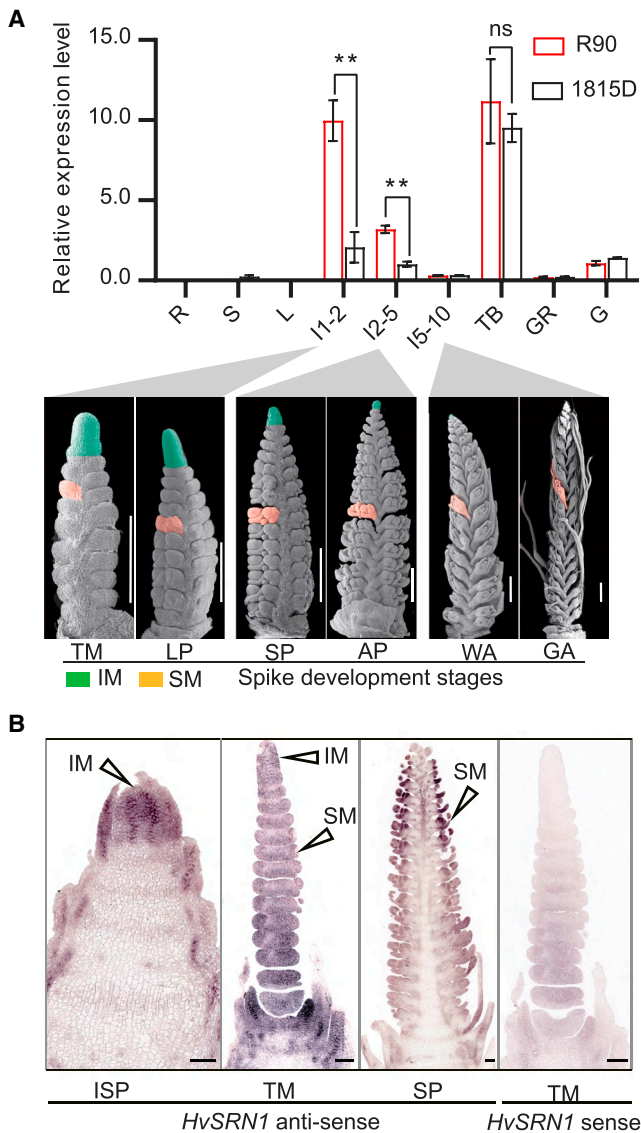 A
Relative expression level
15.0
10.0
5.0
0.0
**
**
ns
R90
1815D
R
S
L
I1-2
I2-5
I5-10
TB
GR
G
TM
LP
SP
AP
WA
GA
IM
SM
Spike development stages
B
IM
IM
SM
SM
ISP
TM
SP
TM
HvSRN1 anti-sense
HvSRN1 sense